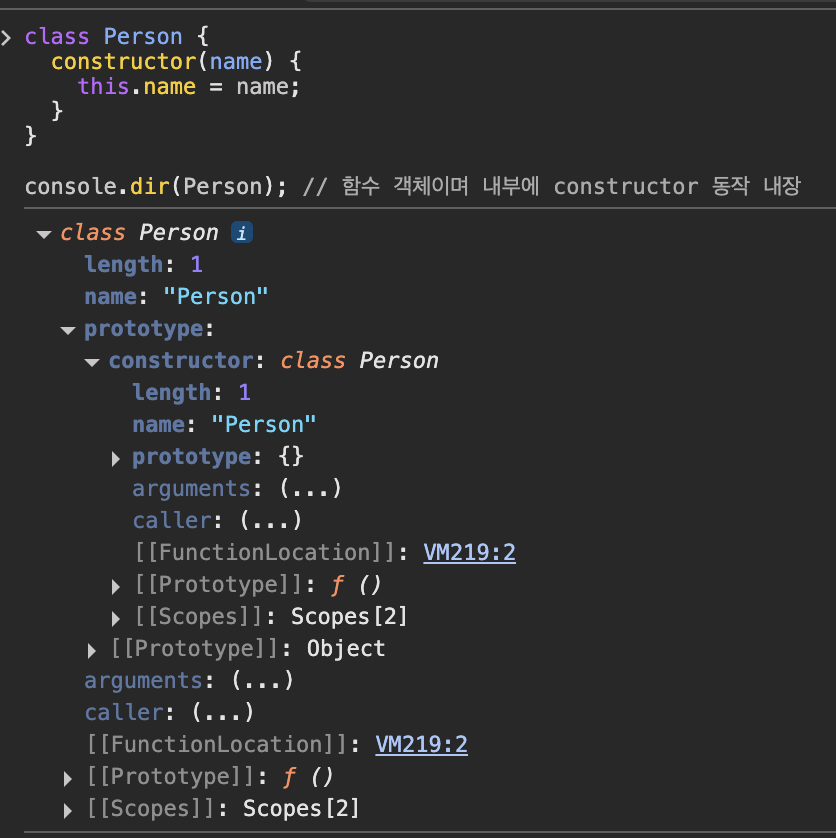 class Person {
  constructor(name) {
    this.name = name;
  }
}

console.dir(Person); // 함수 객체이며 내부에 constructor 동작 내장
class Person i
length: 1
name: "Person"
prototype:
constructor: class Person
length: 1
name: "Person"
prototype: {}
arguments: (...)
caller: (...)
[[FunctionLocation]]: VM219:2
[[Prototype]]: ƒ ()
[[Scopes]]: Scopes[2]
[[Prototype]]: Object
arguments: (...)
caller: (...)
[[FunctionLocation]]: VM219:2
[[Prototype]]: ƒ ()
[[Scopes]]: Scopes[2]